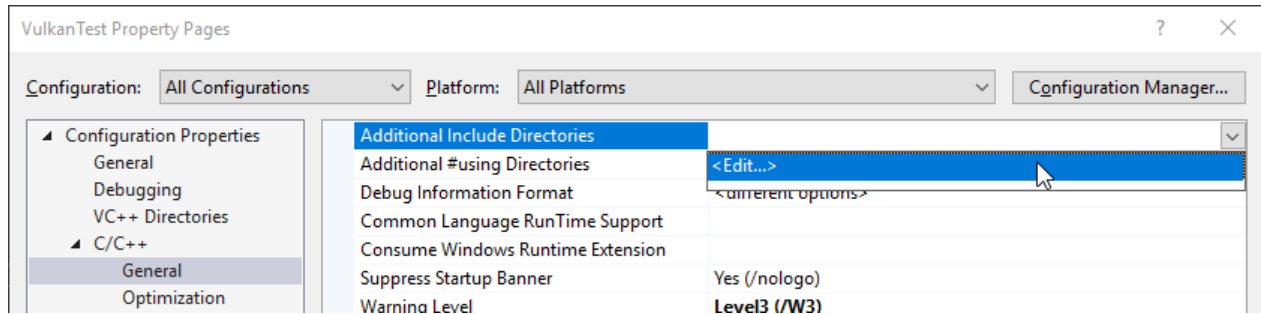 VulkanTest Property Pages ?
Configuration: All Configurations Platform: All Platforms Configuration Manager...
Configuration Properties
General
Debugging
VC++ Directories
C/C++
General
Optimization
Additional Include Directories
Additional #using Directories <Edit...>
Debug Information Format <different options>
Common Language RunTime Support
Consume Windows Runtime Extension
Suppress Startup Banner Yes (/nologo)
Warning Level Level3 (/W3)